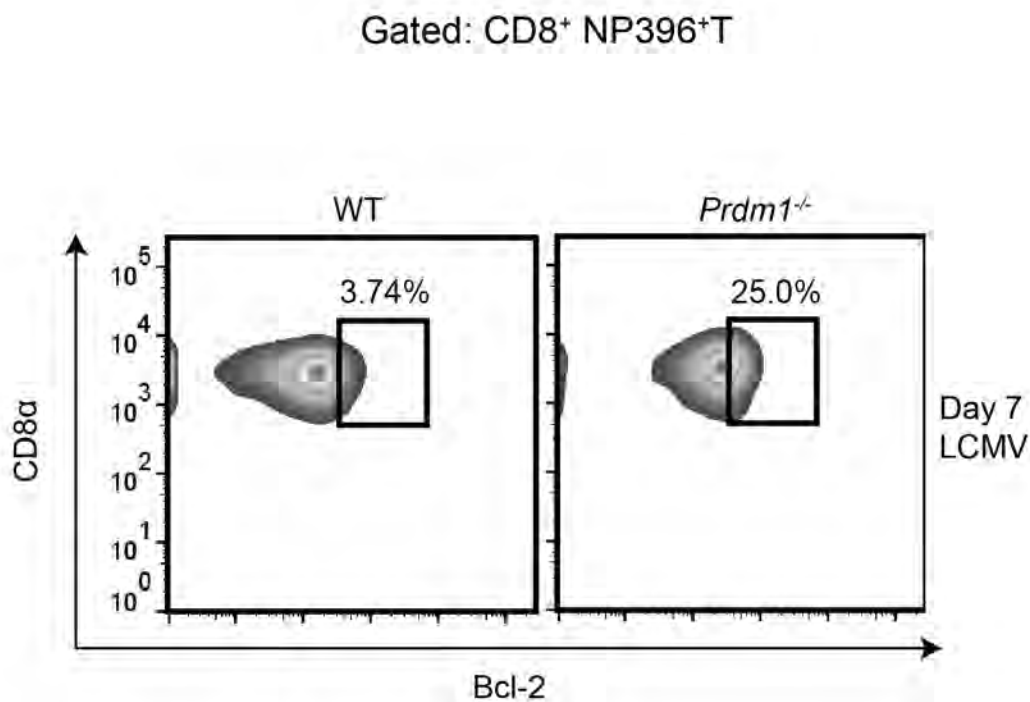 Gated: CD8⁺ NP396⁺T
WT
Prdm1⁻/⁻
3.74%
25.0%
10⁵
10⁴
10³
10²
10¹
10⁰
CD8α
Day 7
LCMV
Bcl-2